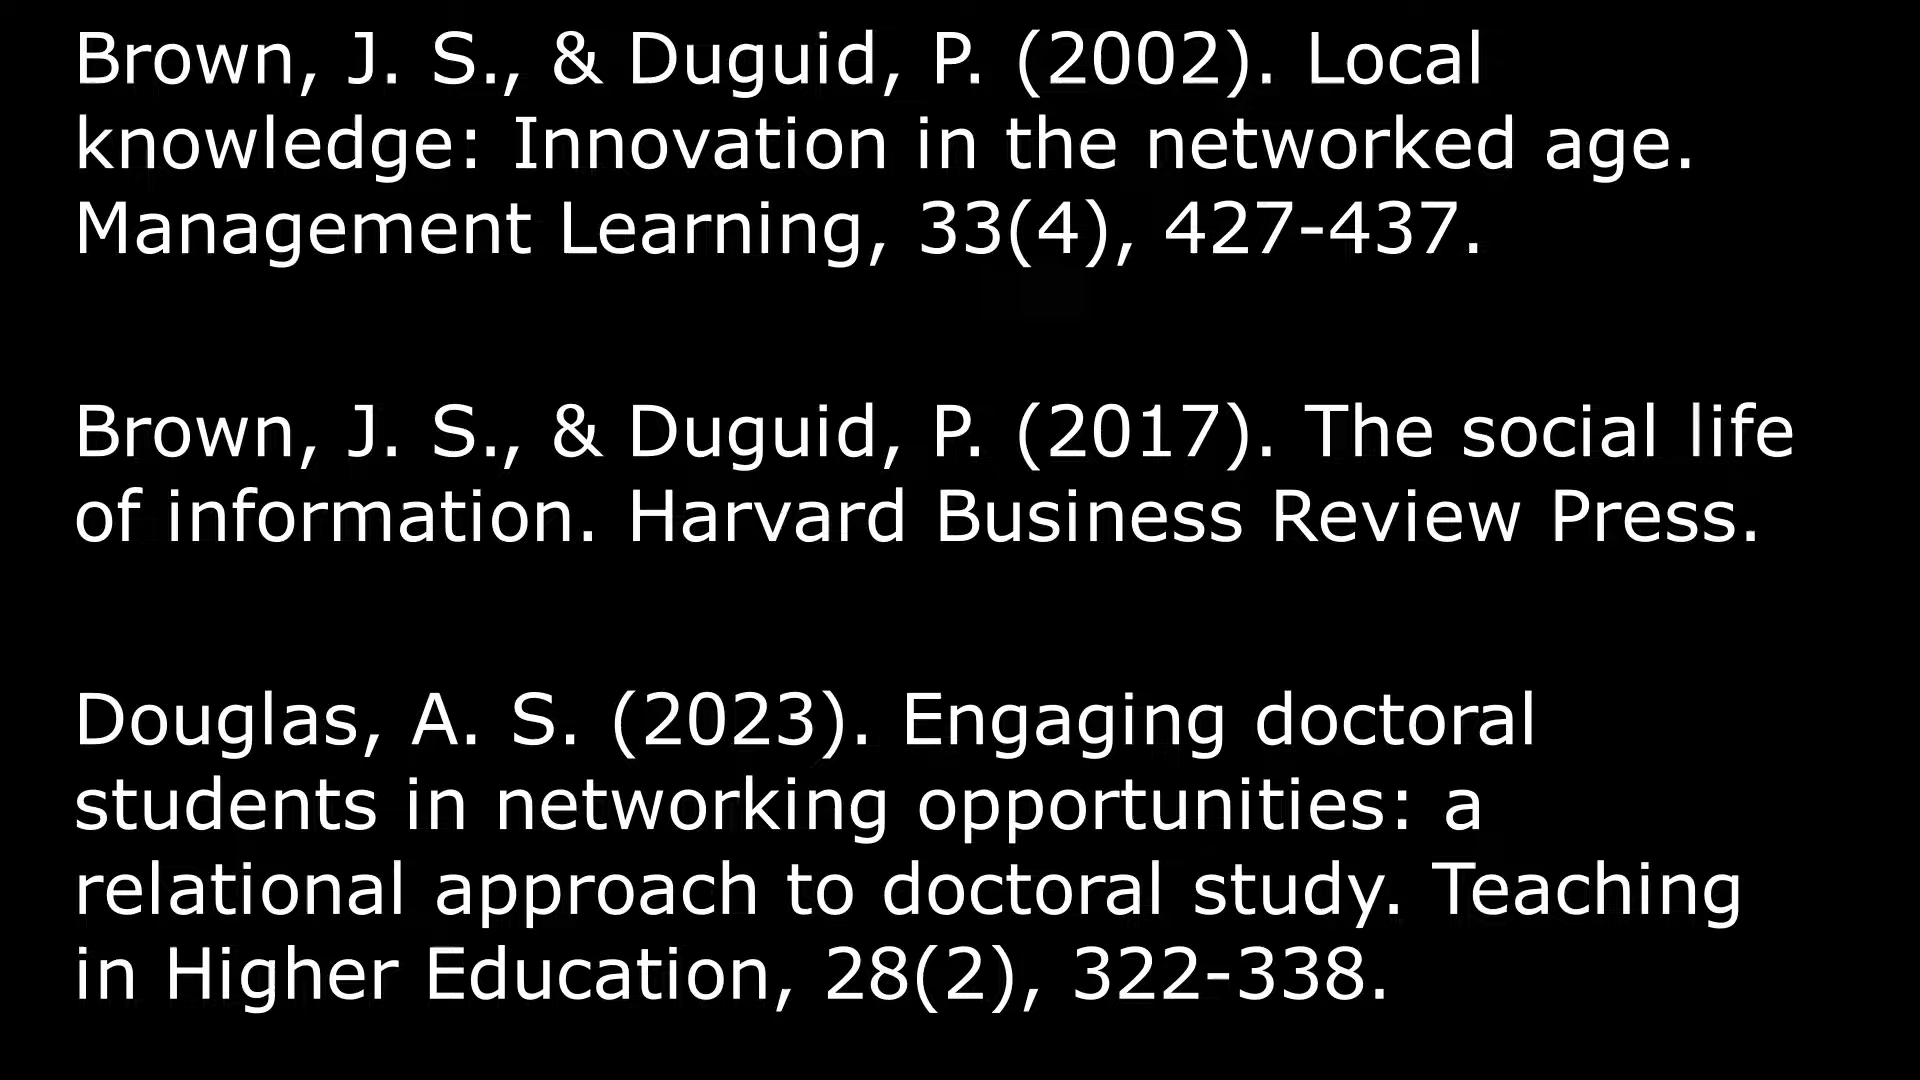 Brown, J. S., & Duguid, P. (2002). Local
knowledge: Innovation in the networked age.
Management Learning, 33(4), 427-437.
Brown, J. S., & Duguid, P. (2017). The social life
of information. Harvard Business Review Press.
Douglas, A. S. (2023). Engaging doctoral
students in networking opportunities: a
relational approach to doctoral study. Teaching
in Higher Education, 28(2), 322-338.